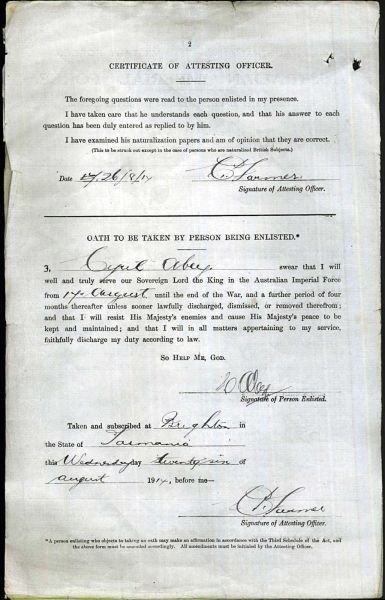 2
CERTIFICATE OF ATTESTING OFFICER.
The foregoing questions were read to the person enlisted in my presence.
I have taken care that he understands each question, and that his answer to each
question has been duly entered as replied to by him.
I have examined his naturalization papers and am of opinion that they are correct.
(This to be struck out except in the case of persons who are naturalized British Subjects.)
Date 26/8/14
Signature of Attesting Officer.
OATH TO BE TAKEN BY PERSON BEING ENLISTED.*
I, Cyril Abey swear that I will
well and truly serve our Sovereign Lord the King in the Australian Imperial Force
from 14 August until the end of the War, and a further period of four
months thereafter unless sooner lawfully discharged, dismissed, or removed therefrom;
and that I will resist His Majesty's enemies and cause His Majesty's peace to be
kept and maintained; and that I will in all matters appertaining to my service,
faithfully discharge my duty according to law.
SO HELP ME, GOD.
Abey
Signature of Person Enlisted.
Taken and subscribed at Brighton in
the State of Tasmania
this Wednesday day twenty six of
august 1914, before me—
Signature of Attesting Officer.
*A person enlisting who objects to taking an oath may make an affirmation in accordance with the Third Schedule of the Act, and
the above form must be amended accordingly. All amendments must be initialed by the Attesting Officer.